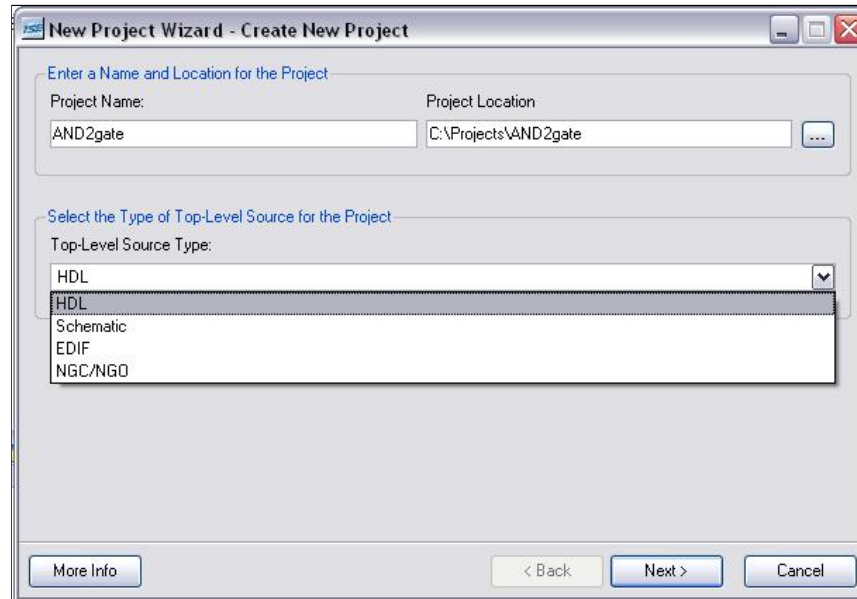 ISE New Project Wizard - Create New Project
Enter a Name and Location for the Project
Project Name: Project Location
AND2gate C:\Projects\AND2gate ...
Select the Type of Top-Level Source for the Project
Top-Level Source Type:
HDL
HDL
Schematic
EDIF
NGC/NGO
More Info < Back Next > Cancel